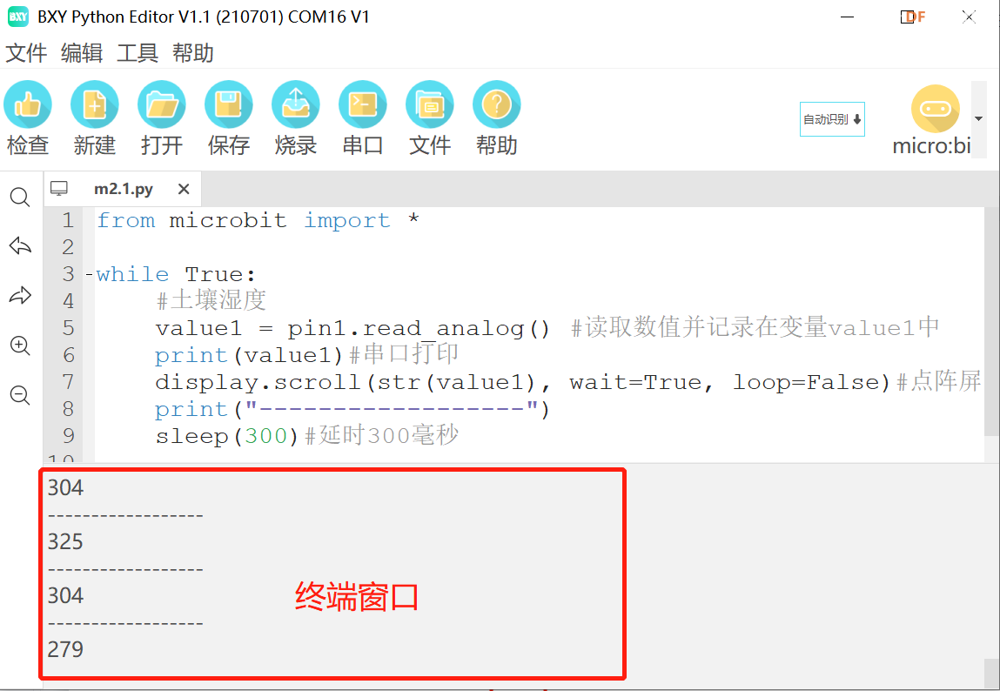 BXY
BXY Python Editor V1.1 (210701) COM16 V1
DF
文件 编辑 工具 帮助
检查 新建 打开 保存 烧录 串口 文件 帮助
自动识别
micro:bi
m2.1.py
1 from microbit import *
2
3 while True:
4 #土壤湿度
5 value1 = pin1.read_analog() #读取数值并记录在变量value1中
6 print(value1)#串口打印
7 display.scroll(str(value1), wait=True, loop=False)#点阵屏
8 print("------------------")
9 sleep(300)#延时300毫秒
10
304
------------------
325
------------------
304
终端窗口
------------------
279